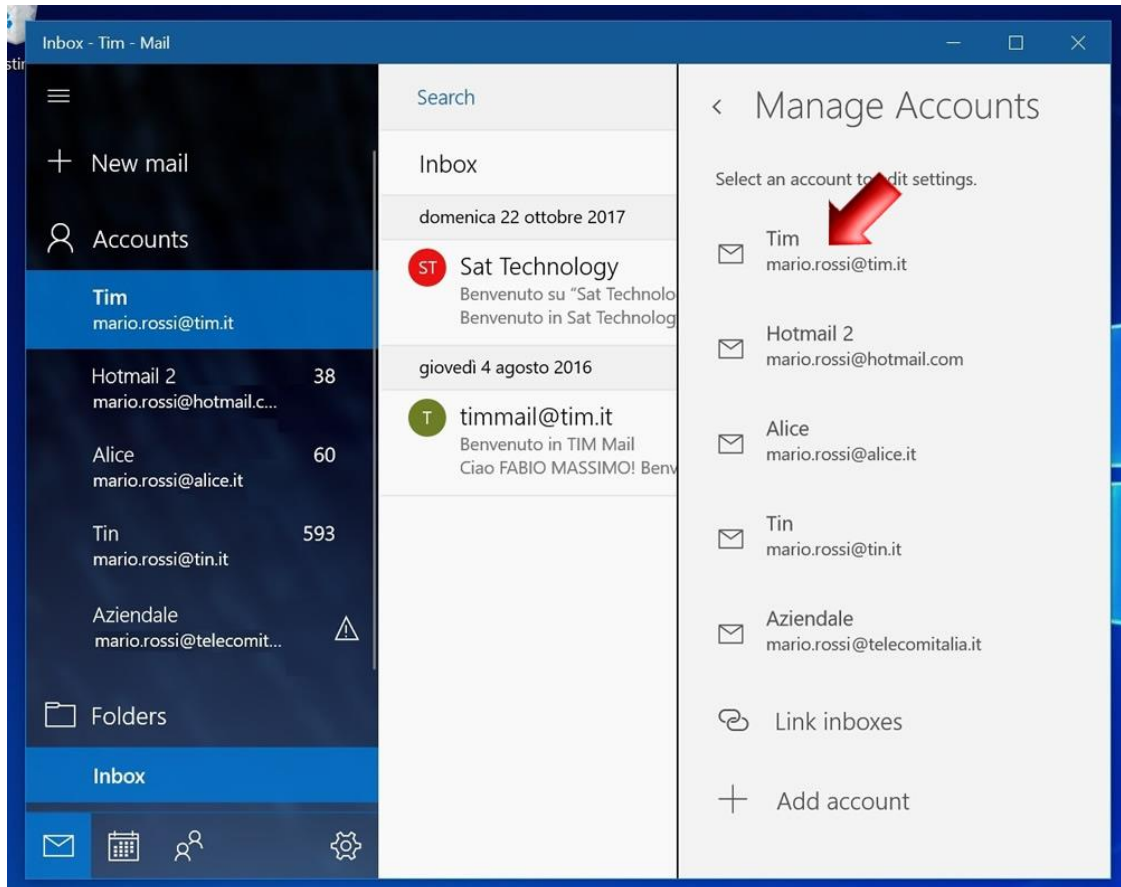 Inbox - Tim - Mail
New mail
Accounts
Tim
mario.rossi@tim.it
Hotmail 2 38
mario.rossi@hotmail.c...
Alice 60
mario.rossi@alice.it
Tin 593
mario.rossi@tin.it
Aziendale
mario.rossi@telecomit...
Folders
Inbox
Search
Inbox
domenica 22 ottobre 2017
ST
Sat Technology
Benvenuto su "Sat Technolo
Benvenuto in Sat Technolog
giovedì 4 agosto 2016
T
timmail@tim.it
Benvenuto in TIM Mail
Ciao FABIO MASSIMO! Benv
Manage Accounts
Select an account to edit settings.
Tim
mario.rossi@tim.it
Hotmail 2
mario.rossi@hotmail.com
Alice
mario.rossi@alice.it
Tin
mario.rossi@tin.it
Aziendale
mario.rossi@telecomitalia.it
Link inboxes
Add account